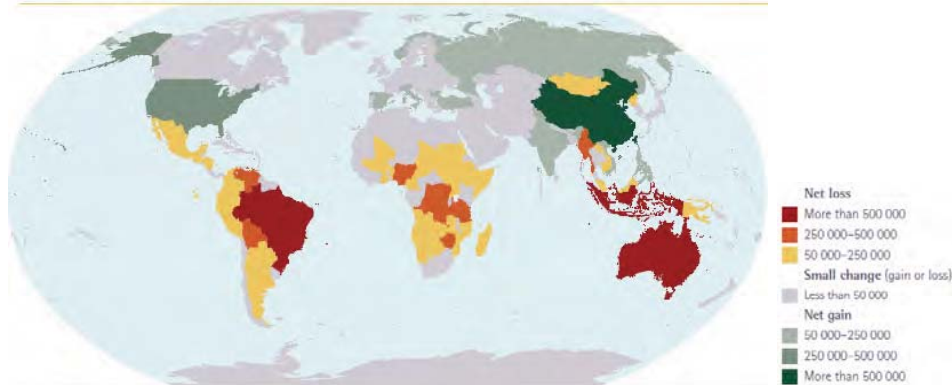 Net loss
More than 500 000
250 000–500 000
50 000–250 000
Small change (gain or loss)
Less than 50 000
Net gain
50 000–250 000
250 000–500 000
More than 500 000